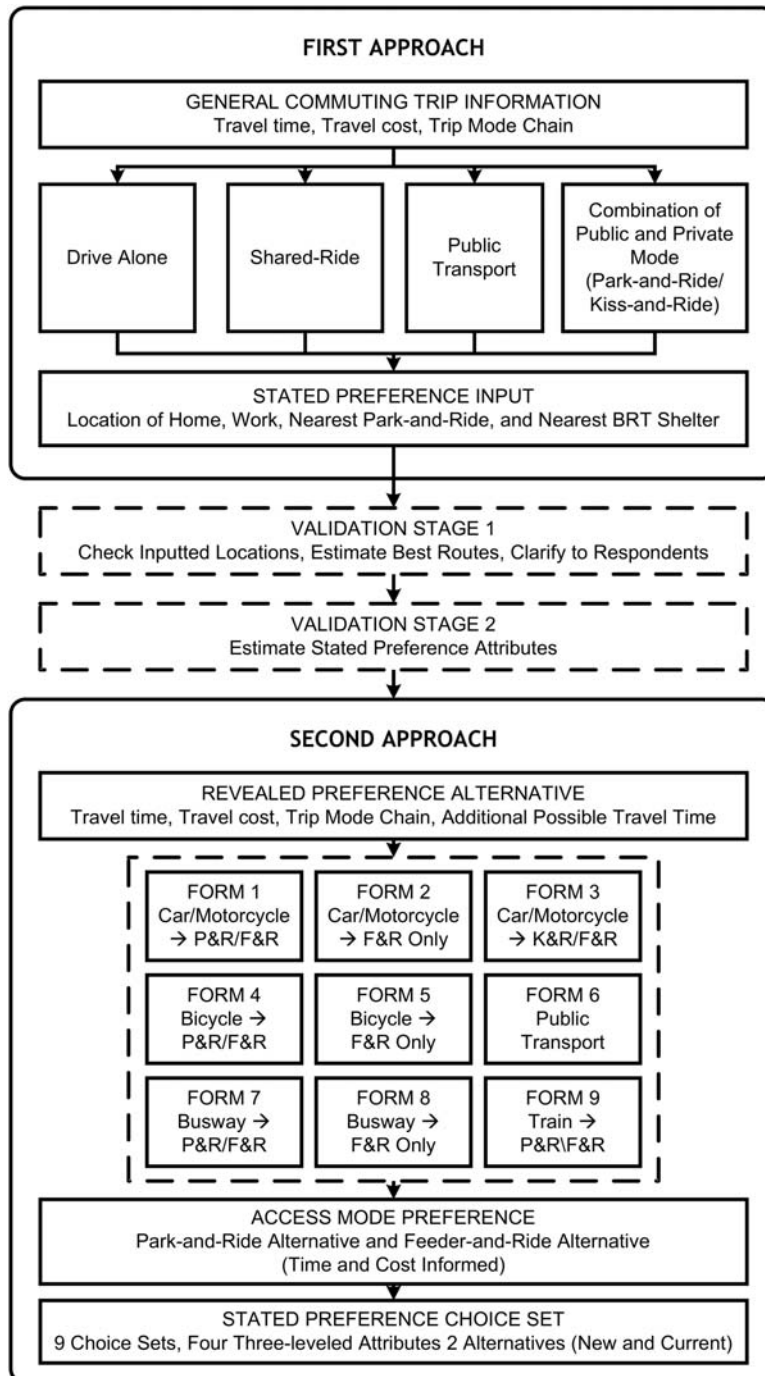 FIRST APPROACH
GENERAL COMMUTING TRIP INFORMATION
Travel time, Travel cost, Trip Mode Chain
Drive Alone
Shared-Ride
Public
Transport
Combination of
Public and Private
Mode
(Park-and-Ride/
Kiss-and-Ride)
STATED PREFERENCE INPUT
Location of Home, Work, Nearest Park-and-Ride, and Nearest BRT Shelter
VALIDATION STAGE 1
Check Inputted Locations, Estimate Best Routes, Clarify to Respondents
VALIDATION STAGE 2
Estimate Stated Preference Attributes
SECOND APPROACH
REVEALED PREFERENCE ALTERNATIVE
Travel time, Travel cost, Trip Mode Chain, Additional Possible Travel Time
FORM 1
Car/Motorcycle
→ P&R/F&R
FORM 2
Car/Motorcycle
→ F&R Only
FORM 3
Car/Motorcycle
→ K&R/F&R
FORM 4
Bicycle →
P&R/F&R
FORM 5
Bicycle →
F&R Only
FORM 6
Public
Transport
FORM 7
Busway →
P&R/F&R
FORM 8
Busway →
F&R Only
FORM 9
Train →
P&R\F&R
ACCESS MODE PREFERENCE
Park-and-Ride Alternative and Feeder-and-Ride Alternative
(Time and Cost Informed)
STATED PREFERENCE CHOICE SET
9 Choice Sets, Four Three-leveled Attributes 2 Alternatives (New and Current)